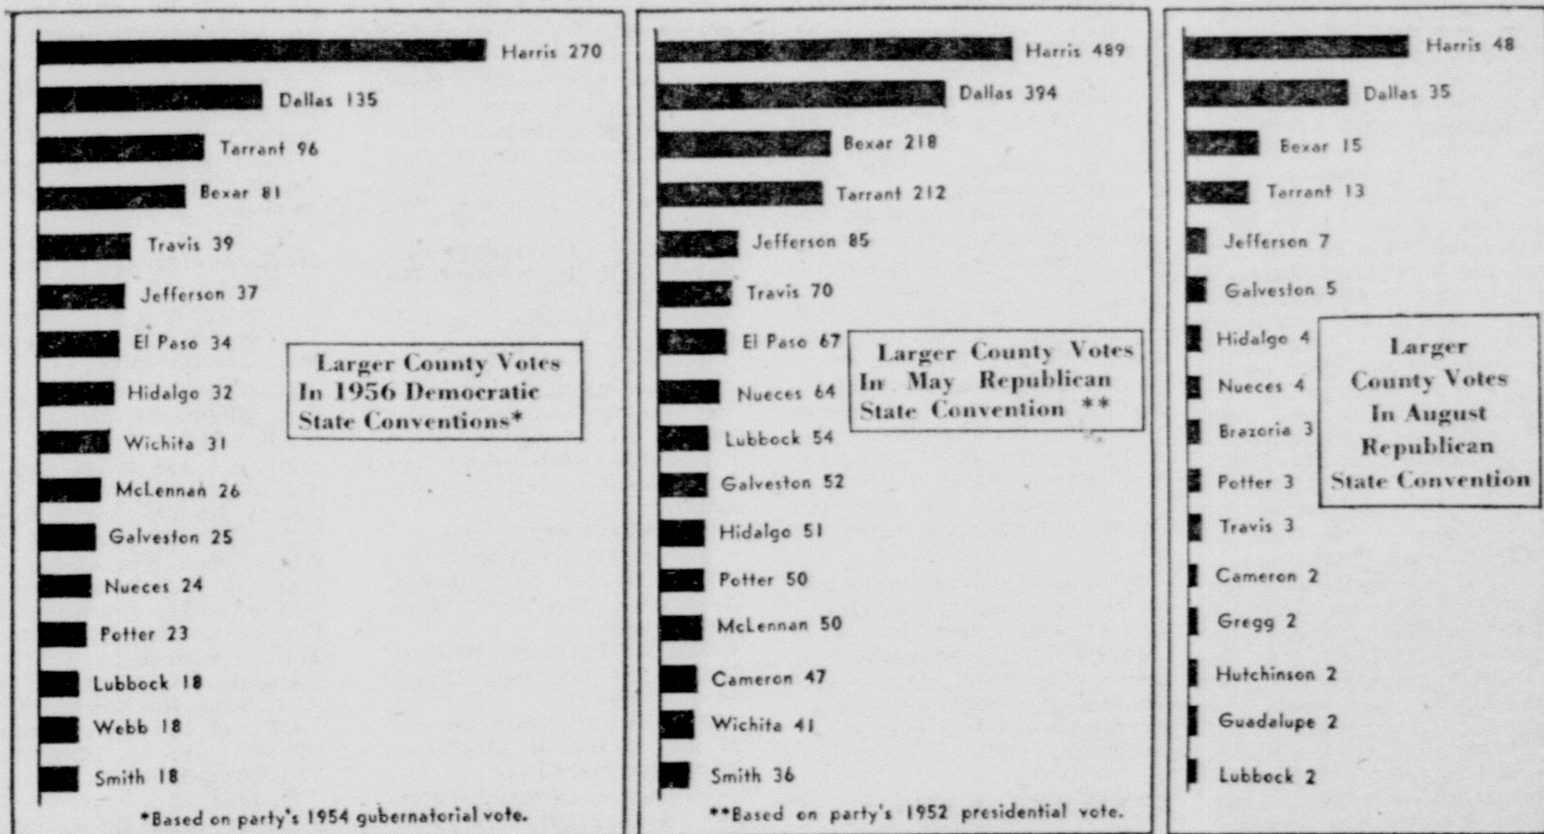 Harris 270
Dallas 135
Tarrant 96
Bexar 81
Travis 39
Jefferson 37
El Paso 34
Hidalgo 32
Wichita 31
McLennan 26
Galveston 25
Nueces 24
Potter 23
Lubbock 18
Webb 18
Smith 18
Larger County Votes
In 1956 Democratic
State Conventions*
*Based on party's 1954 gubernatorial vote.
Harris 489
Dallas 394
Bexar 218
Tarrant 212
Jefferson 85
Travis 70
El Paso 67
Nueces 64
Lubbock 54
Galveston 52
Hidalgo 51
Potter 50
McLennan 50
Cameron 47
Wichita 41
Smith 36
Larger County Votes
In May Republican
State Convention **
**Based on party's 1952 presidential vote.
Harris 48
Dallas 35
Bexar 15
Tarrant 13
Jefferson 7
Galveston 5
Hidalgo 4
Nueces 4
Brazoria 3
Potter 3
Travis 3
Cameron 2
Gregg 2
Hutchinson 2
Guadalupe 2
Lubbock 2
Larger
County Votes
In August
Republican
State Convention